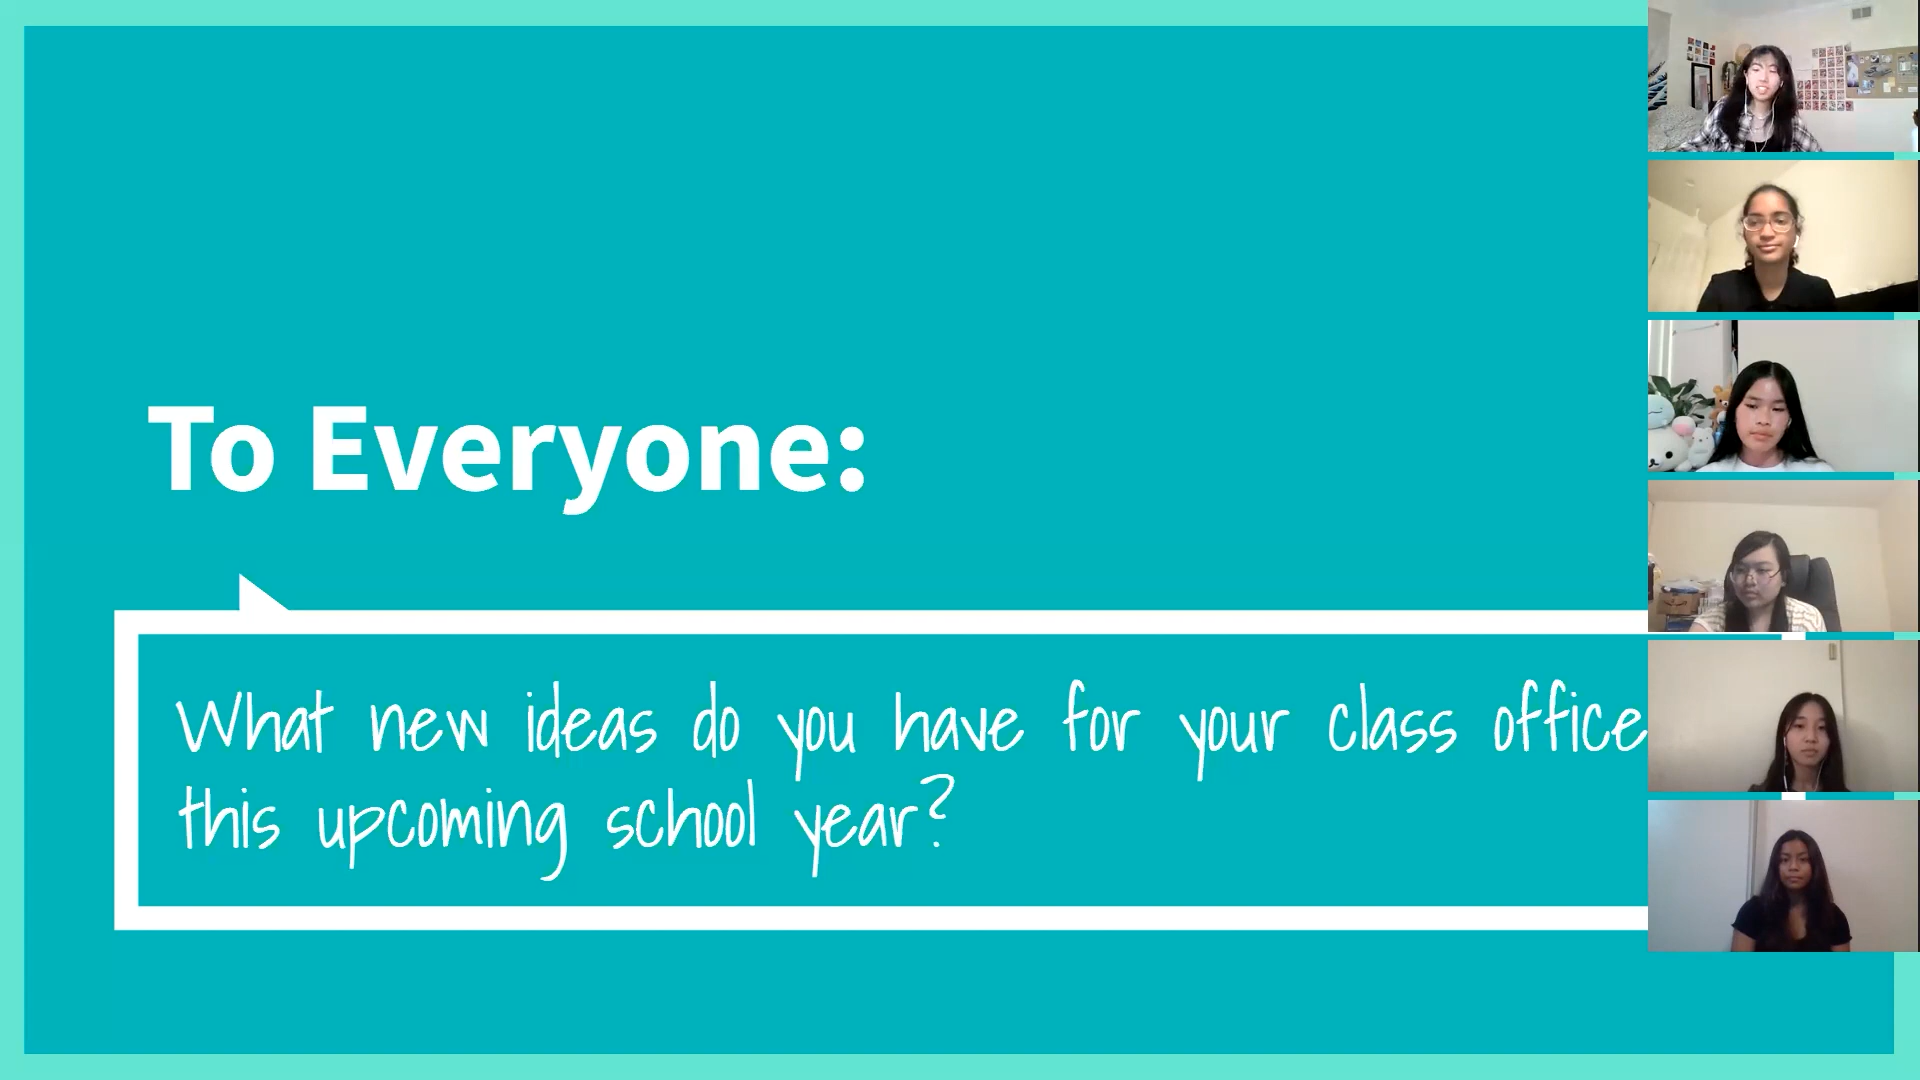 To Everyone:
What new ideas do you have for your class office
this upcoming school year?